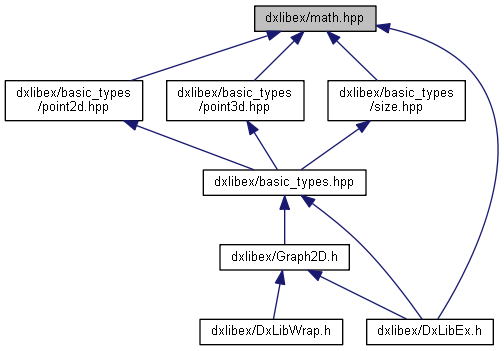 dxlibex/math.hpp
dxlibex/basic_types
/point2d.hpp
dxlibex/basic_types
/point3d.hpp
dxlibex/basic_types
/size.hpp
dxlibex/basic_types.hpp
dxlibex/Graph2D.h
dxlibex/DxLibWrap.h
dxlibex/DxLibEx.h